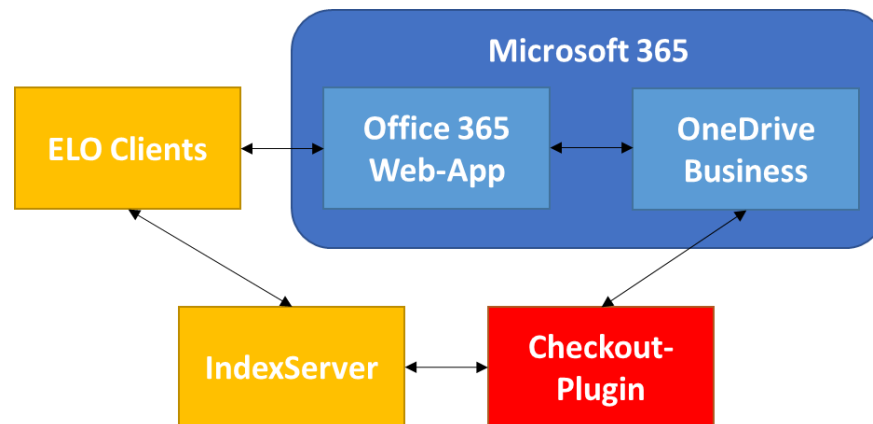 Microsoft 365
ELO Clients
Office 365
Web-App
OneDrive
Business
IndexServer
Checkout-
Plugin